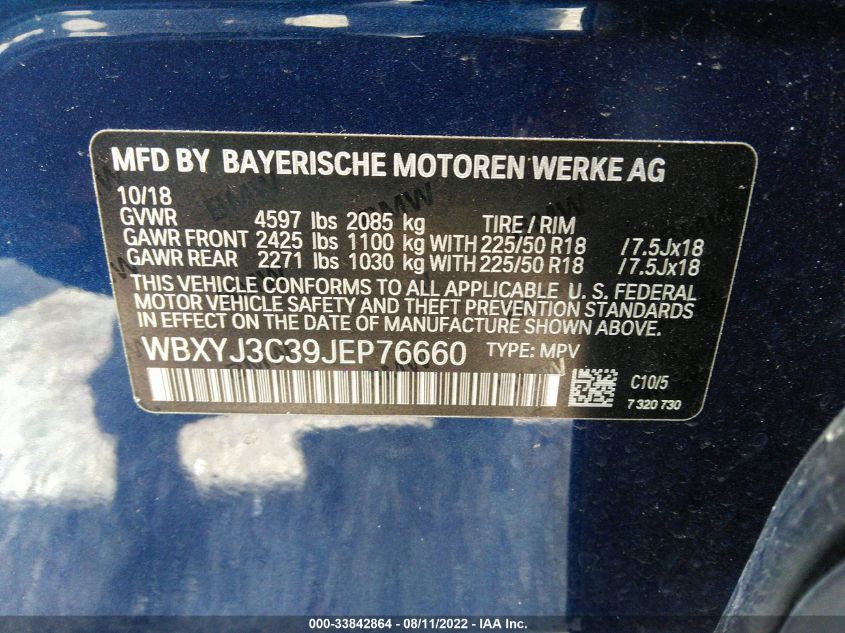 MFD BY BAYERISCHE MOTOREN WERKE AG
10/18
GVWR 4597 lbs 2085 kg TIRE / RIM
GAWR FRONT 2425 lbs 1100 kg WITH 225/50 R18 / 7.5Jx18
GAWR REAR 2271 lbs 1030 kg WITH 225/50 R18 / 7.5Jx18
THIS VEHICLE CONFORMS TO ALL APPLICABLE U. S. FEDERAL
MOTOR VEHICLE SAFETY AND THEFT PREVENTION STANDARDS
IN EFFECT ON THE DATE OF MANUFACTURE SHOWN ABOVE.
WBXYJ3C39JEP76660 TYPE: MPV
C10/5
7 320 730
000-33842864 - 08/11/2022 - IAA Inc.